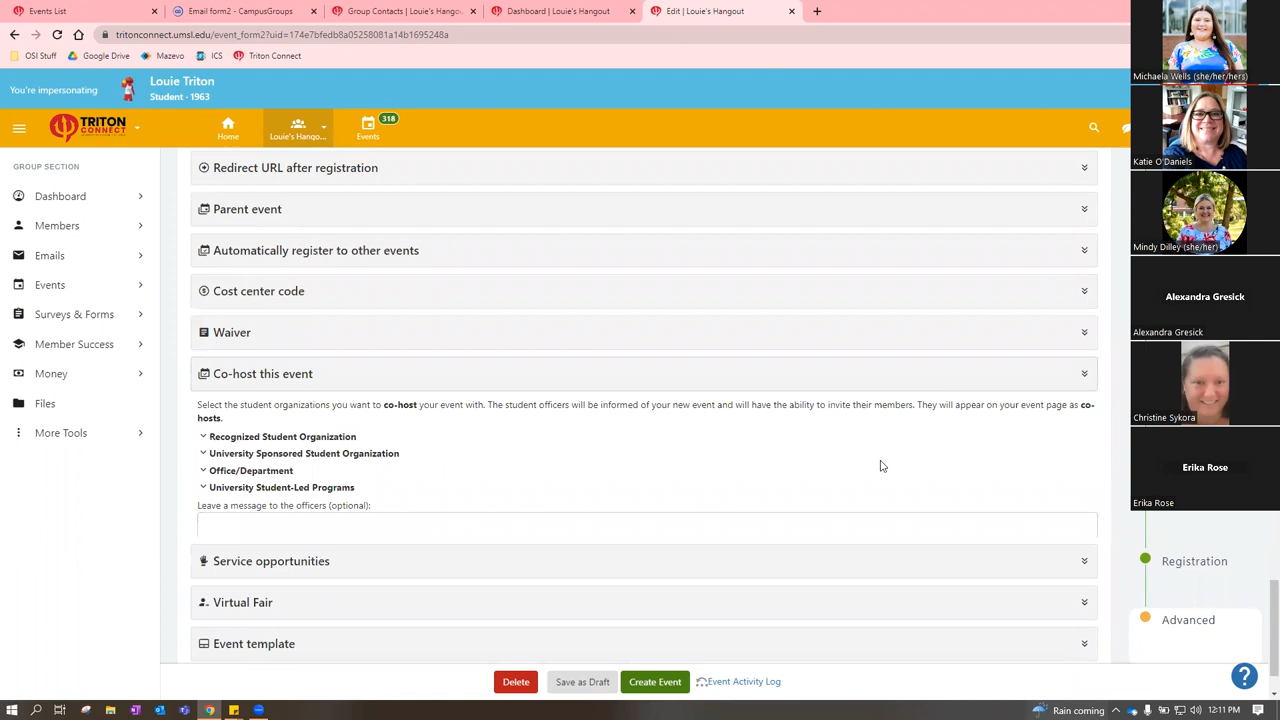 Events List
Email form2 - CampusGroups
Group Contacts | Louie's Hangou
Dashboard | Louie's Hangout
Edit | Louie's Hangout
tritonconnect.umsl.edu/event_form2?uid=174e7bfedb8a05258081a14b1695248a
OSI Stuff
Google Drive
Mazevo
ICS
Triton Connect
You're impersonating
Louie Triton
Student - 1963
TRITON
CONNECT
Home
Louie's Hango...
Events
318
GROUP SECTION
Dashboard
Members
Emails
Events
Surveys & Forms
Member Success
Money
Files
More Tools
Redirect URL after registration
Parent event
Automatically register to other events
Cost center code
Waiver
Co-host this event
Select the student organizations you want to co-host your event with. The student officers will be informed of your new event and will have the ability to invite their members. They will appear on your event page as co-
hosts.
Recognized Student Organization
University Sponsored Student Organization
Office/Department
University Student-Led Programs
Leave a message to the officers (optional):
Service opportunities
Virtual Fair
Event template
Delete
Save as Draft
Create Event
Event Activity Log
Registration
Advanced
?
Michaela Wells (she/her/hers)
Katie O'Daniels
Mindy Dilley (she/her)
Alexandra Gresick
Alexandra Gresick
Christine Sykora
Erika Rose
Erika Rose
Rain coming
12:11 PM